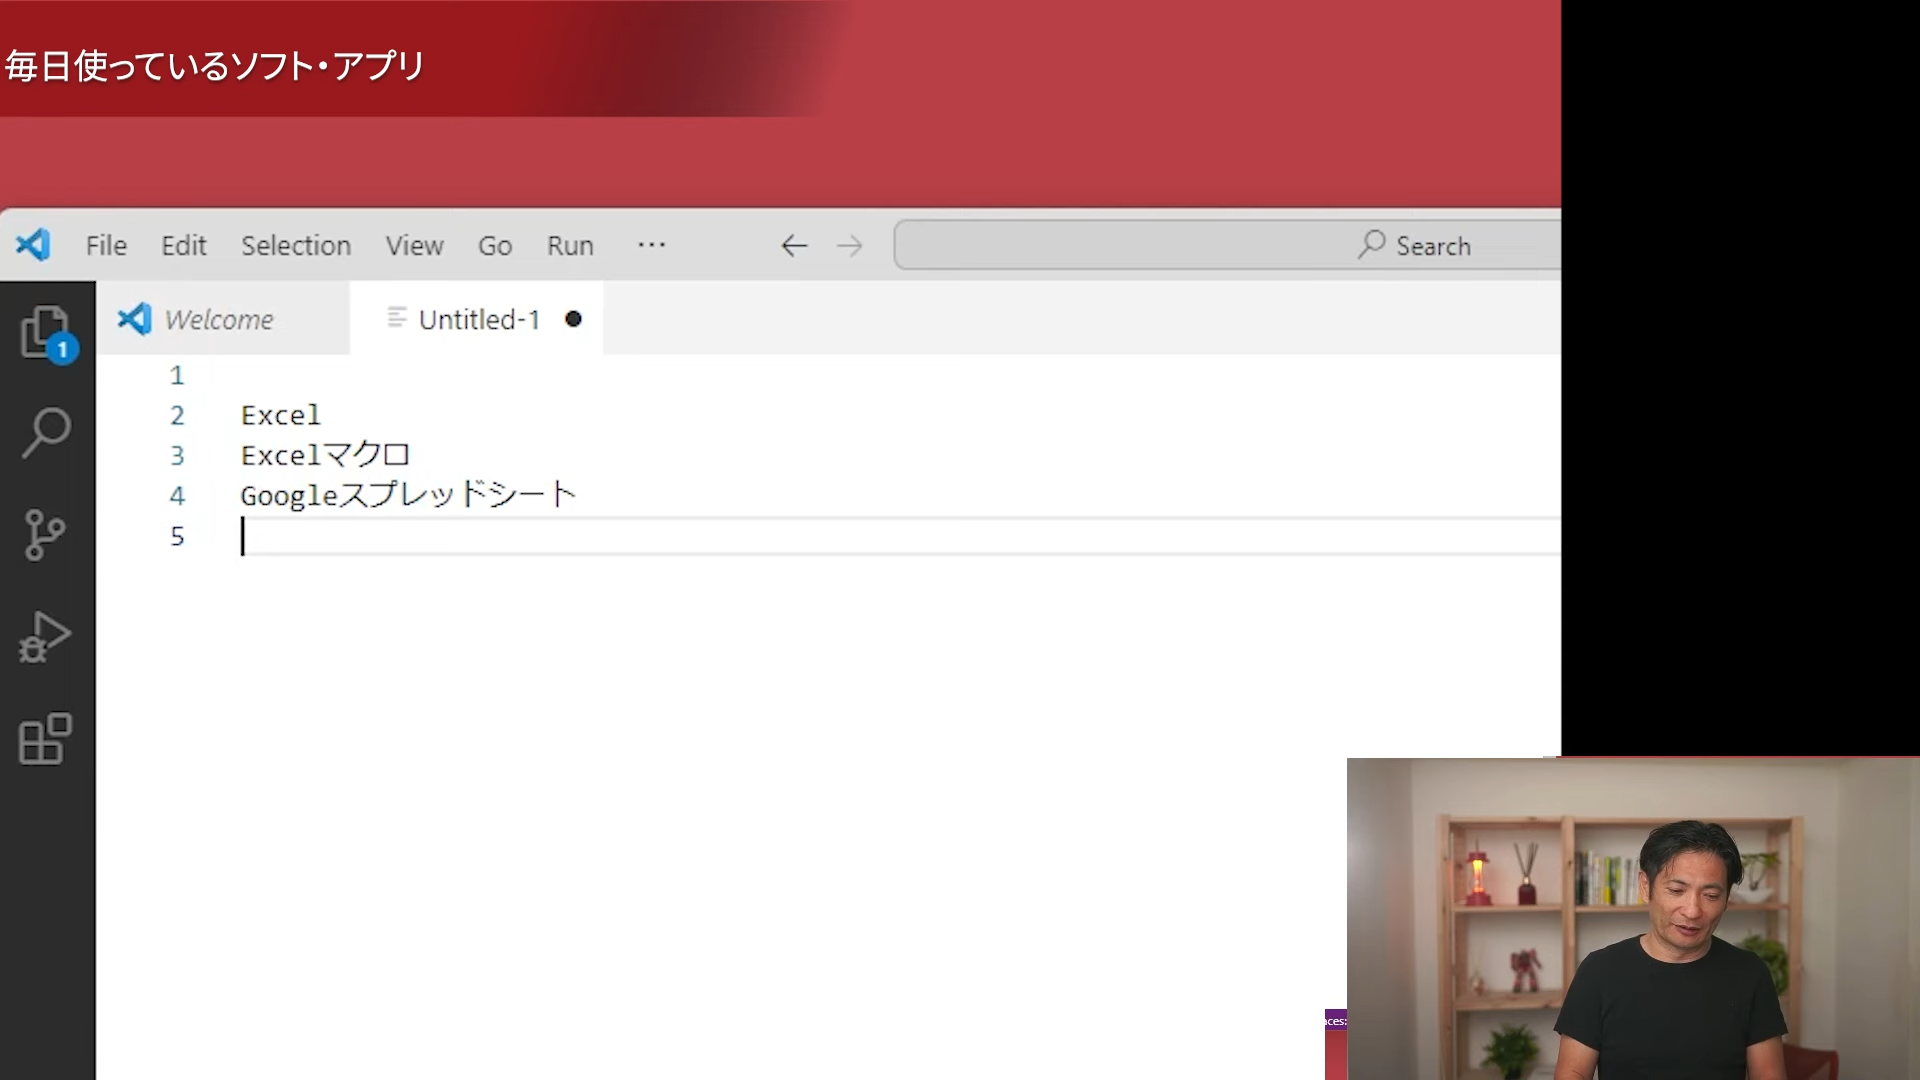 毎日使っているソフト・アプリ
File Edit Selection View Go Run ··· Search
Welcome Untitled-1
1
1
2 Excel
3 Excelマクロ
4 Googleスプレッドシート
5
aces: